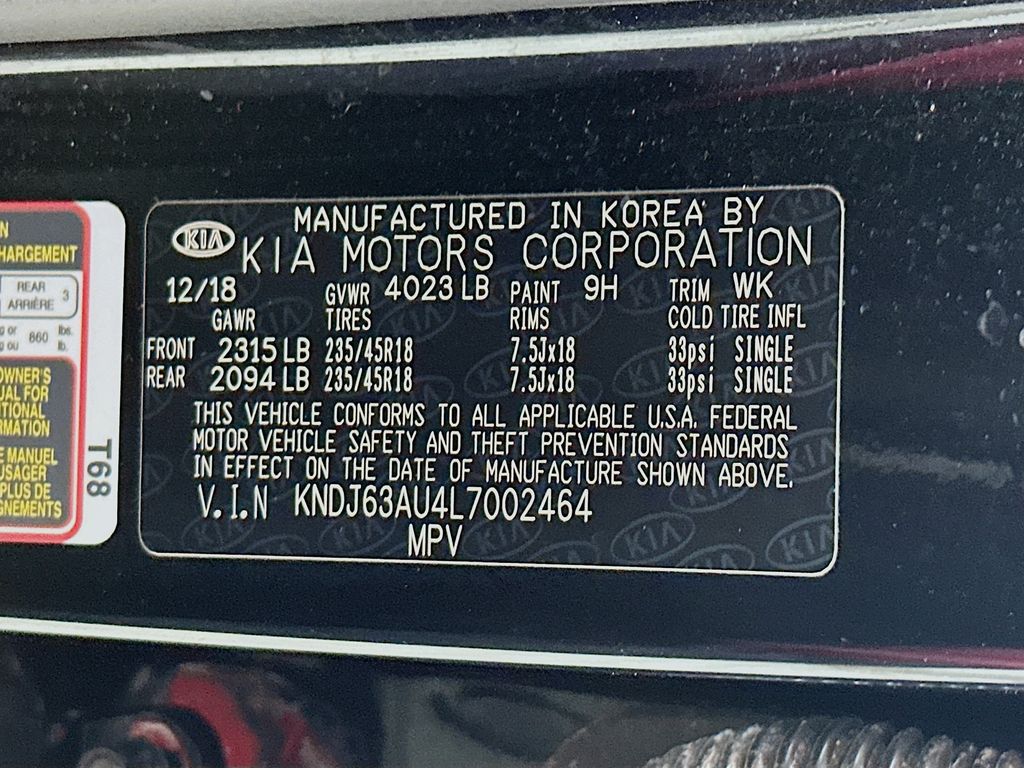 N
HARGEMENT
REAR
ARRIÈRE 3
g or 860 lbs.
g ou lb.
OWNER'S
UAL FOR
ITIONAL
RMATION
E MANUEL
USAGER
PLUS DE
GNEMENTS
T68
KIA
MANUFACTURED IN KOREA BY
KIA MOTORS CORPORATION
12/18 GVWR 4023 LB PAINT 9H TRIM WK
GAWR TIRES RIMS COLD TIRE INFL
FRONT 2315 LB 235/45R18 7.5Jx18 33psi SINGLE
REAR 2094 LB 235/45R18 7.5Jx18 33psi SINGLE
THIS VEHICLE CONFORMS TO ALL APPLICABLE U.S.A. FEDERAL
MOTOR VEHICLE SAFETY AND THEFT PREVENTION STANDARDS
IN EFFECT ON THE DATE OF MANUFACTURE SHOWN ABOVE.
V.I.N KNDJ63AU4L7002464
MPV